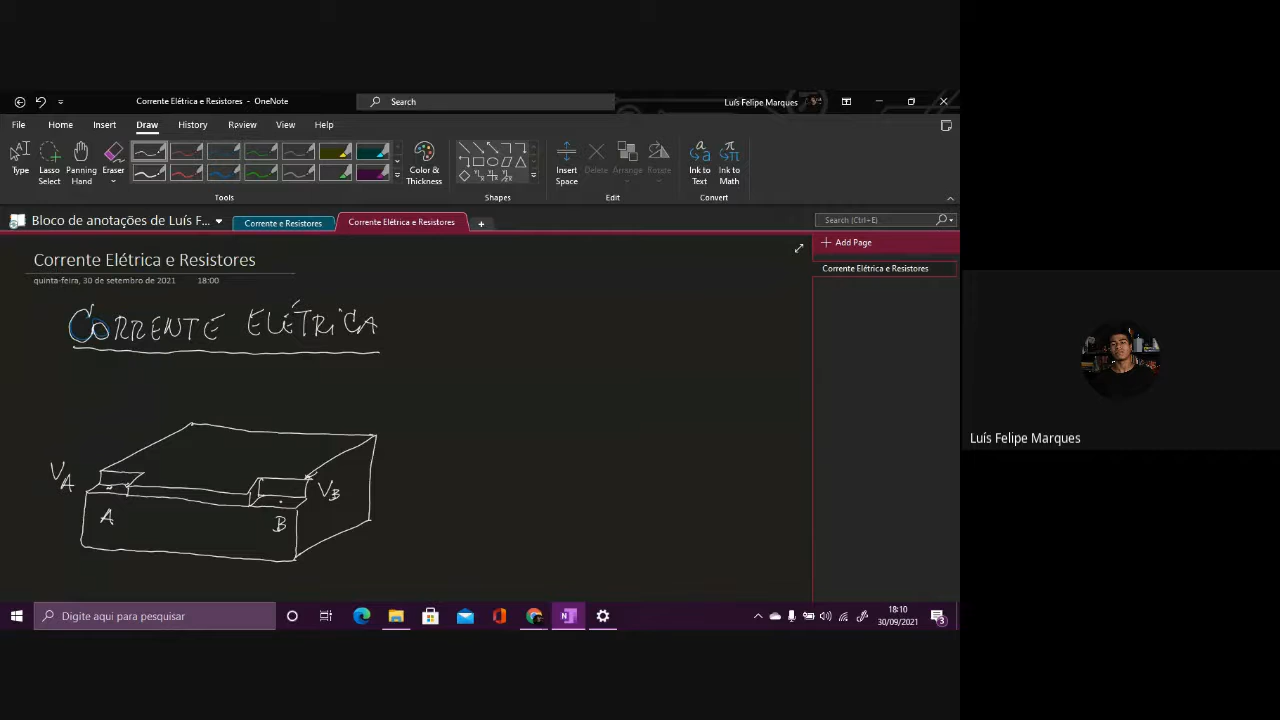 Corrente Elétrica e Resistores - OneNote
Search
Luís Felipe Marques
File Home Insert Draw History Review View Help
Type
Lasso Select
Panning Hand
Eraser
Color & Thickness
Insert Space
Delete
Arrange
Rotate
Ink to Text
Ink to Math
Tools
Shapes
Edit
Convert
Bloco de anotações de Luís F...
Corrente e Resistores
Corrente Elétrica e Resistores
Search (Ctrl+E)
Add Page
Corrente Elétrica e Resistores
Corrente Elétrica e Resistores
quinta-feira, 30 de setembro de 2021 18:00
CORRENTE ELÉTRICA
VA
VB
A
B
Luís Felipe Marques
Digite aqui para pesquisar
18:10
30/09/2021
3